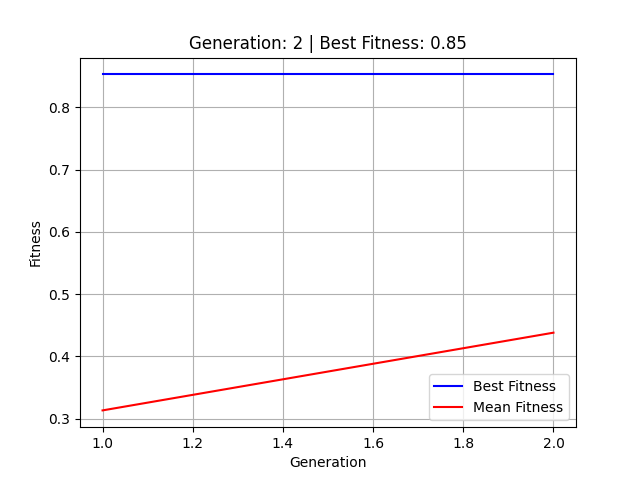 Generation: 2 | Best Fitness: 0.85
Fitness
0.8
0.7
0.6
0.5
0.4
0.3
Best Fitness
Mean Fitness
1.0 1.2 1.4 1.6 1.8 2.0
Generation